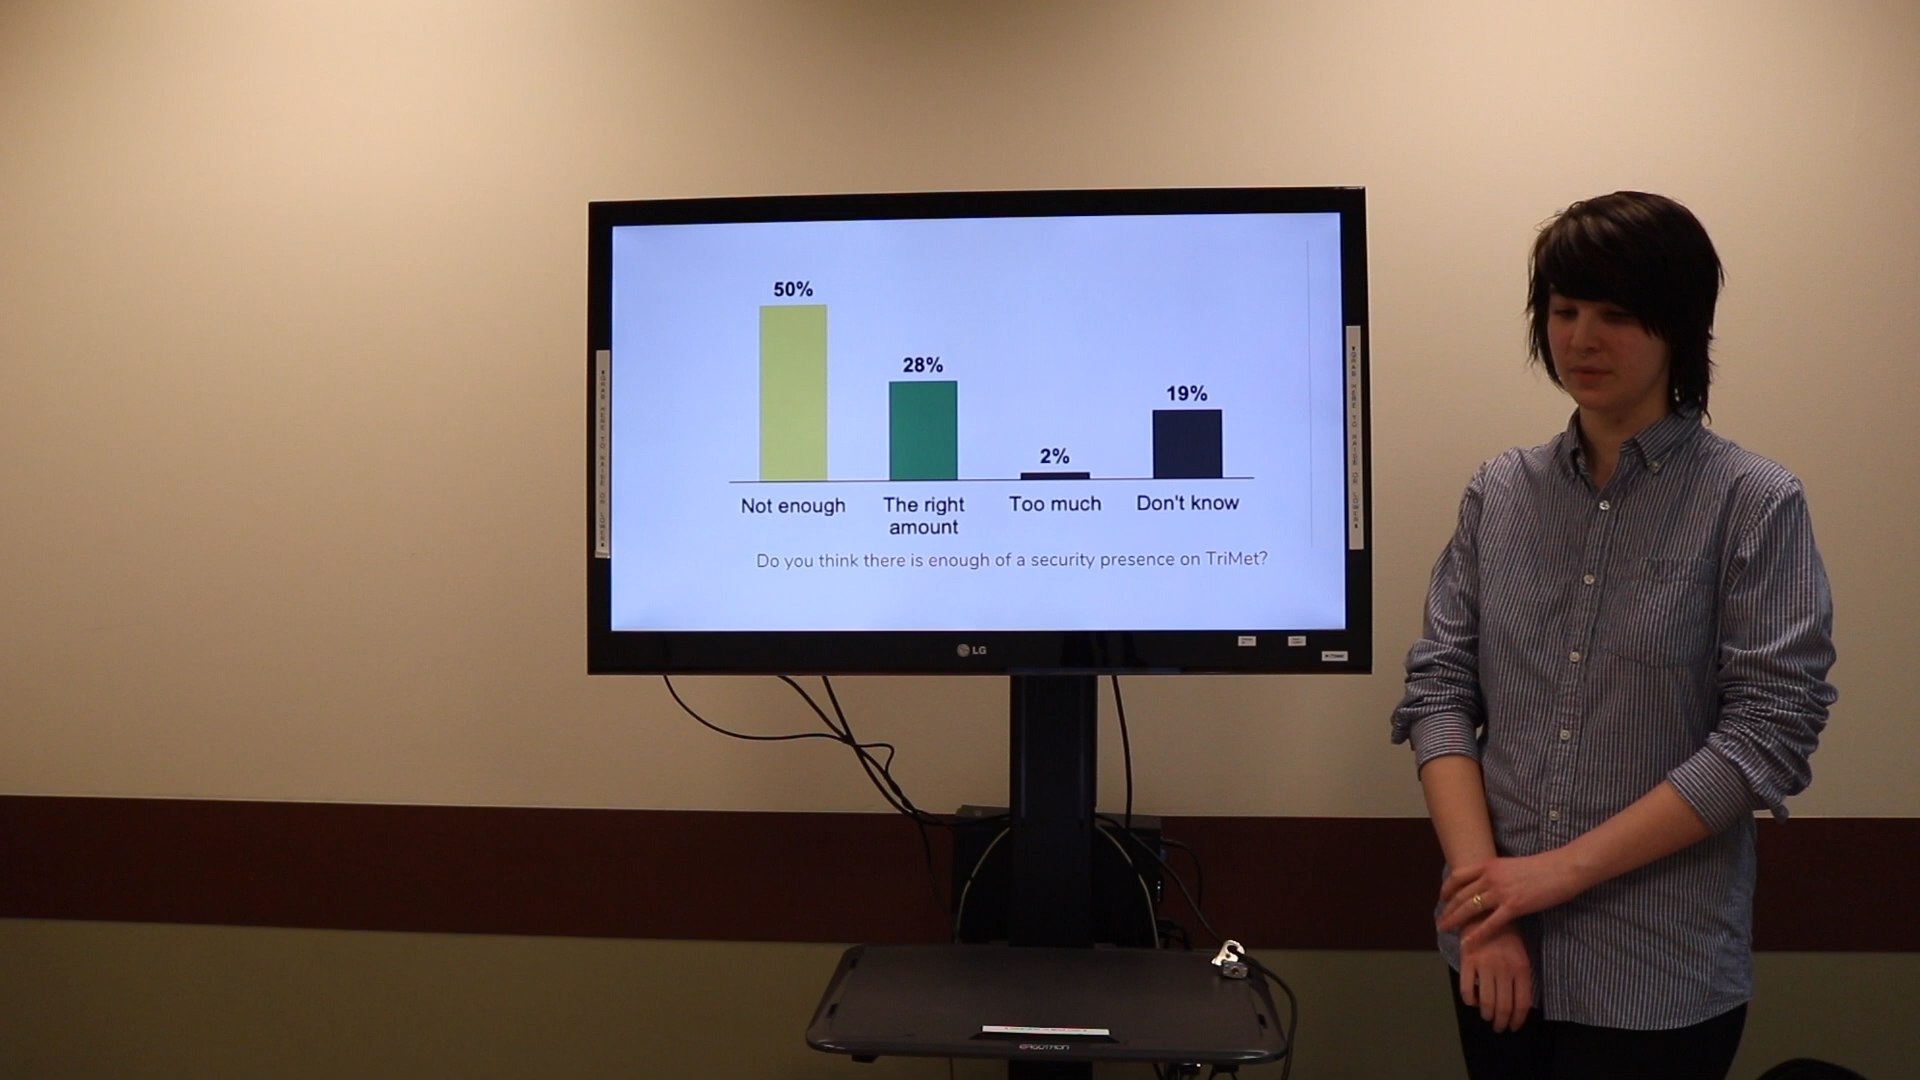 50%
28%
19%
2%
Not enough
The right
amount
Too much
Don't know
Do you think there is enough of a security presence on TriMet?
LG
ERGOTRON